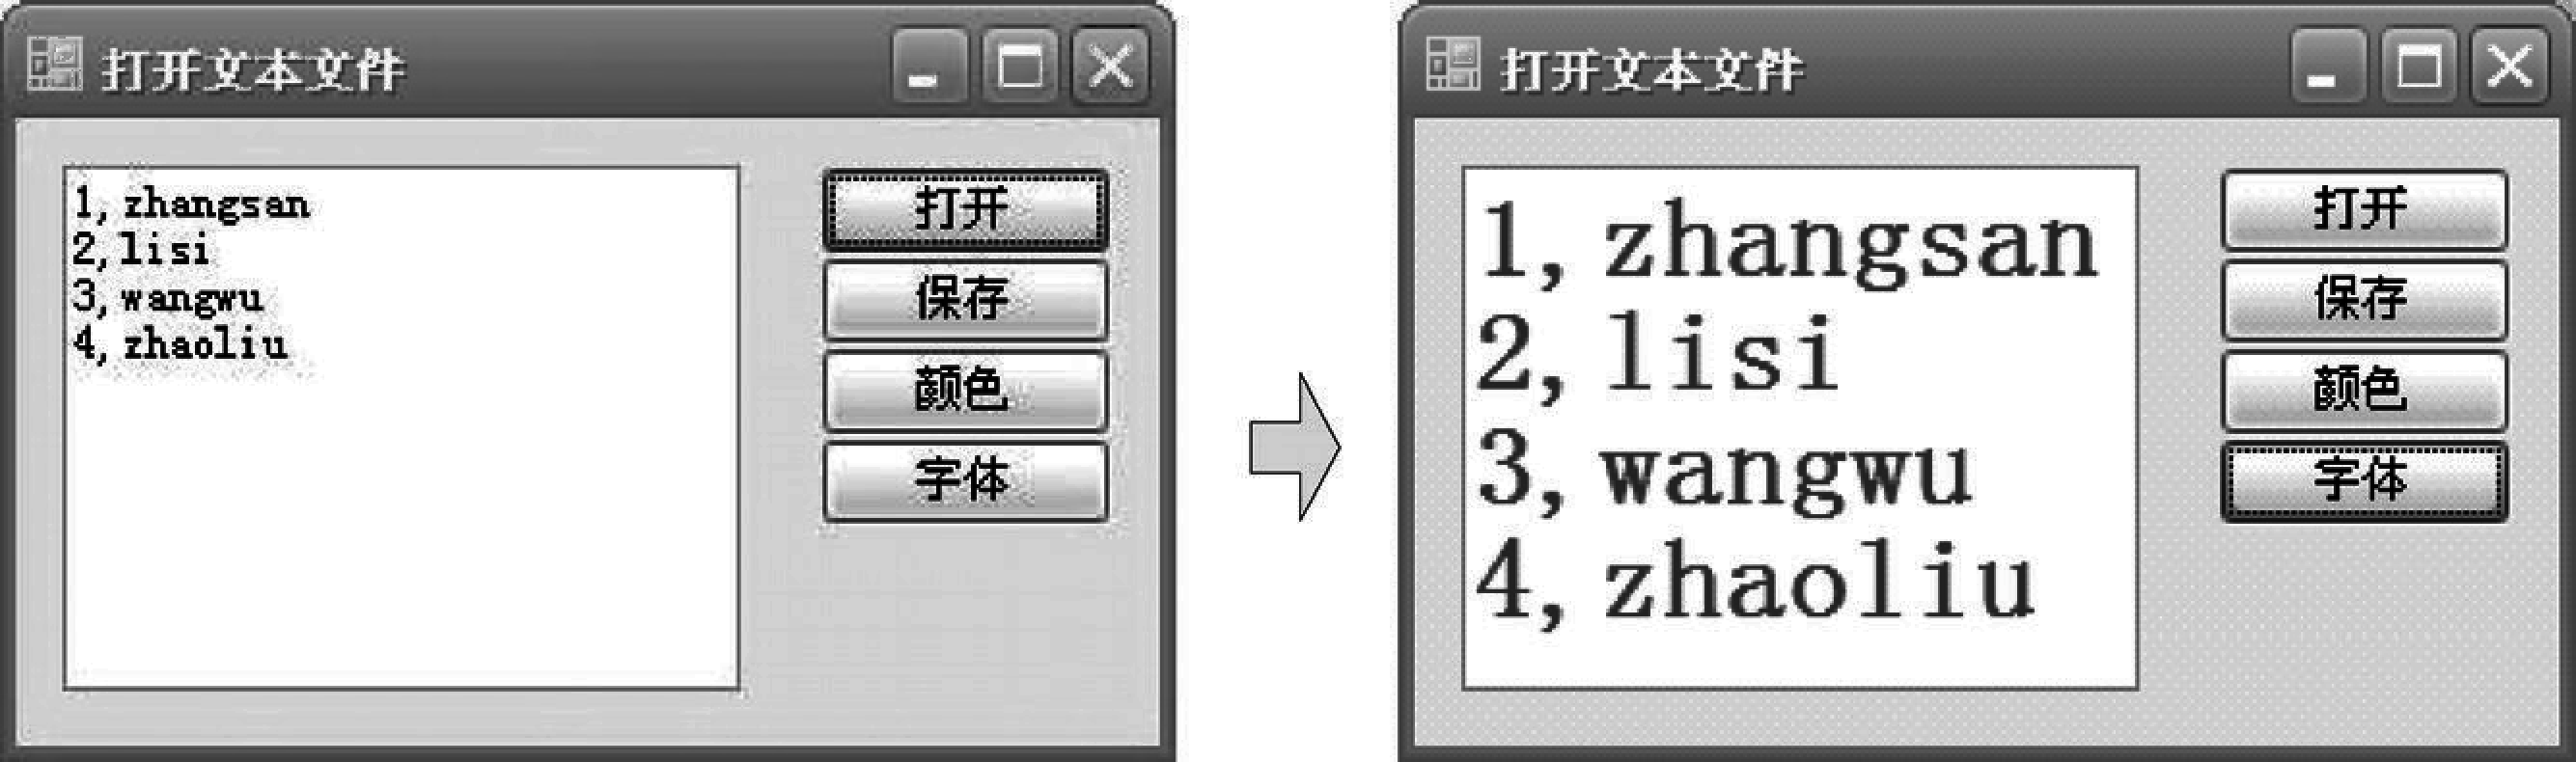 打开文本文件
1, zhangsan
2, lisi
3, wangwu
4, zhaoliu
打开
保存
颜色
字体
打开文本文件
1, zhangsan
2, lisi
3, wangwu
4, zhaoliu
打开
保存
颜色
字体